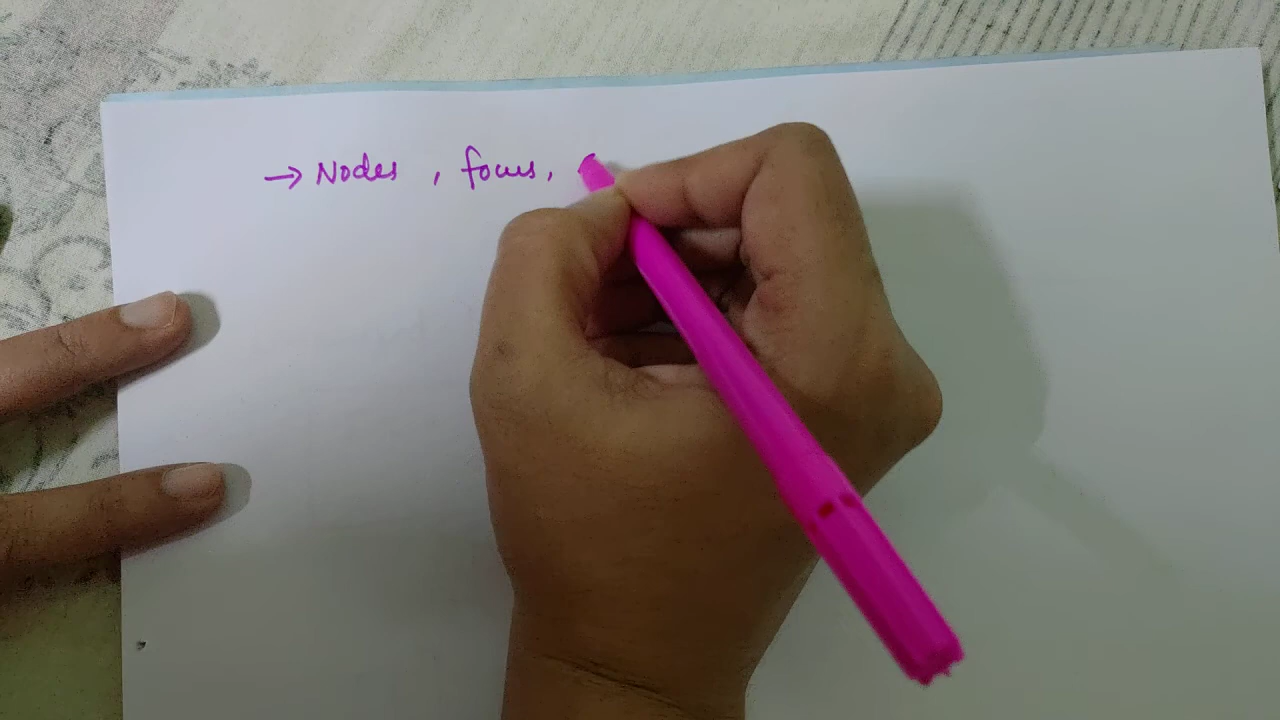 → Nodes , focus,